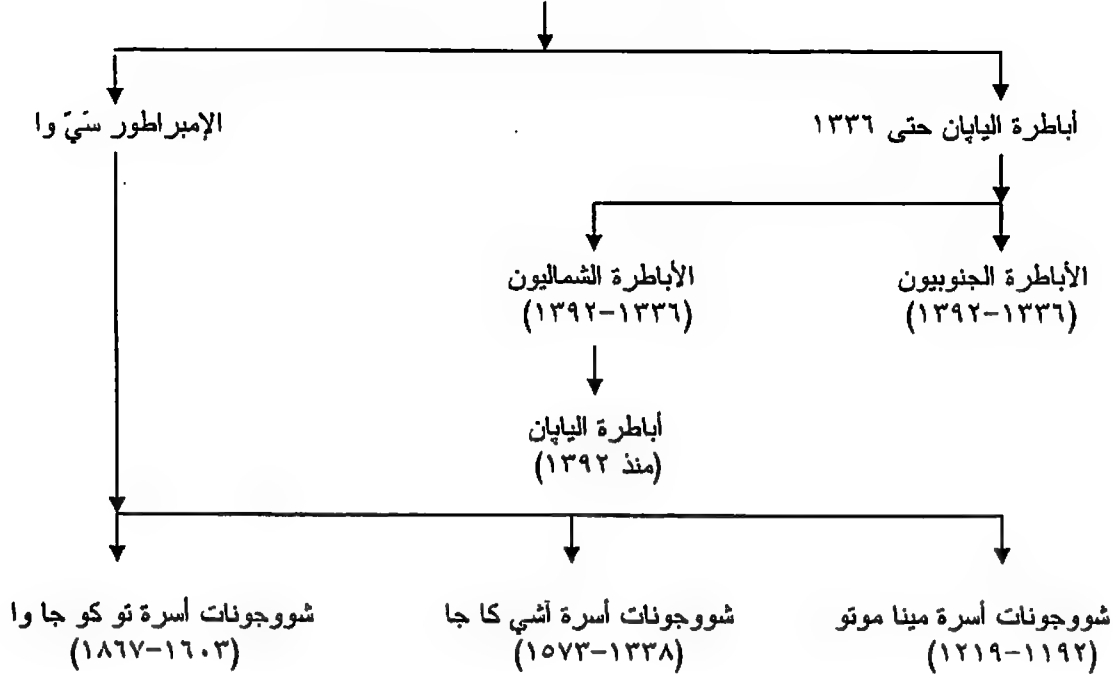 أباطرة اليابان حتى ١٣٣٦
الإمبراطور سَيّ وا
الأباطرة الجنوبيون
(١٣٣٦-١٣٩٢)
الأباطرة الشماليون
(١٣٣٦-١٣٩٢)
أباطرة اليابان
(منذ ١٣٩٢)
شووجونات أسرة مينا موتو
(١١٩٢-١٢١٩)
شووجونات أسرة آشي كا جا
(١٣٣٨-١٥٧٣)
شووجونات أسرة تو كو جا وا
(١٦٠٣-١٨٦٧)